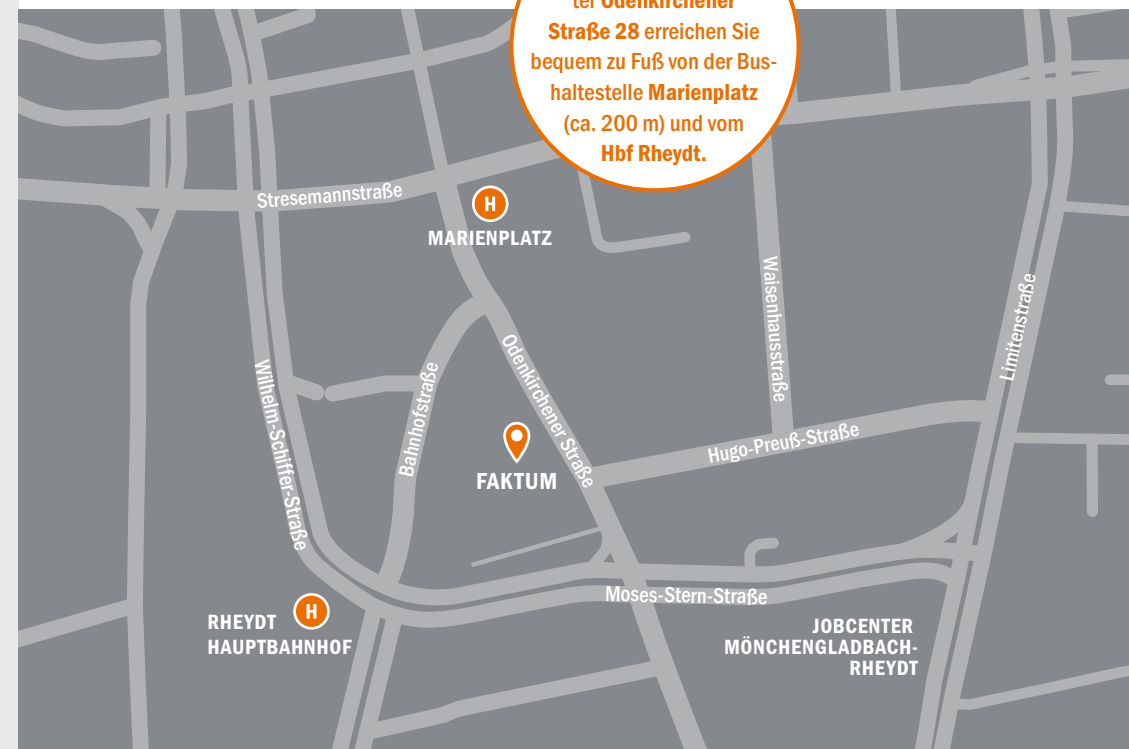 ter Odenkirchener
Straße 28 erreichen Sie
bequem zu Fuß von der Bus-
haltestelle Marienplatz
(ca. 200 m) und vom
Hbf Rheydt.
Stresemannstraße
H
MARIENPLATZ
Waisenhausstraße
Limitenstraße
Wilhelm-Schiffer-Straße
Bahnhofstraße
Odenkirchener Straße
Hugo-Preuß-Straße
FAKTUM
Moses-Stern-Straße
H
RHEYDT
HAUPTBAHNHOF
JOBCENTER
MÖNCHENGLADBACH-
RHEYDT